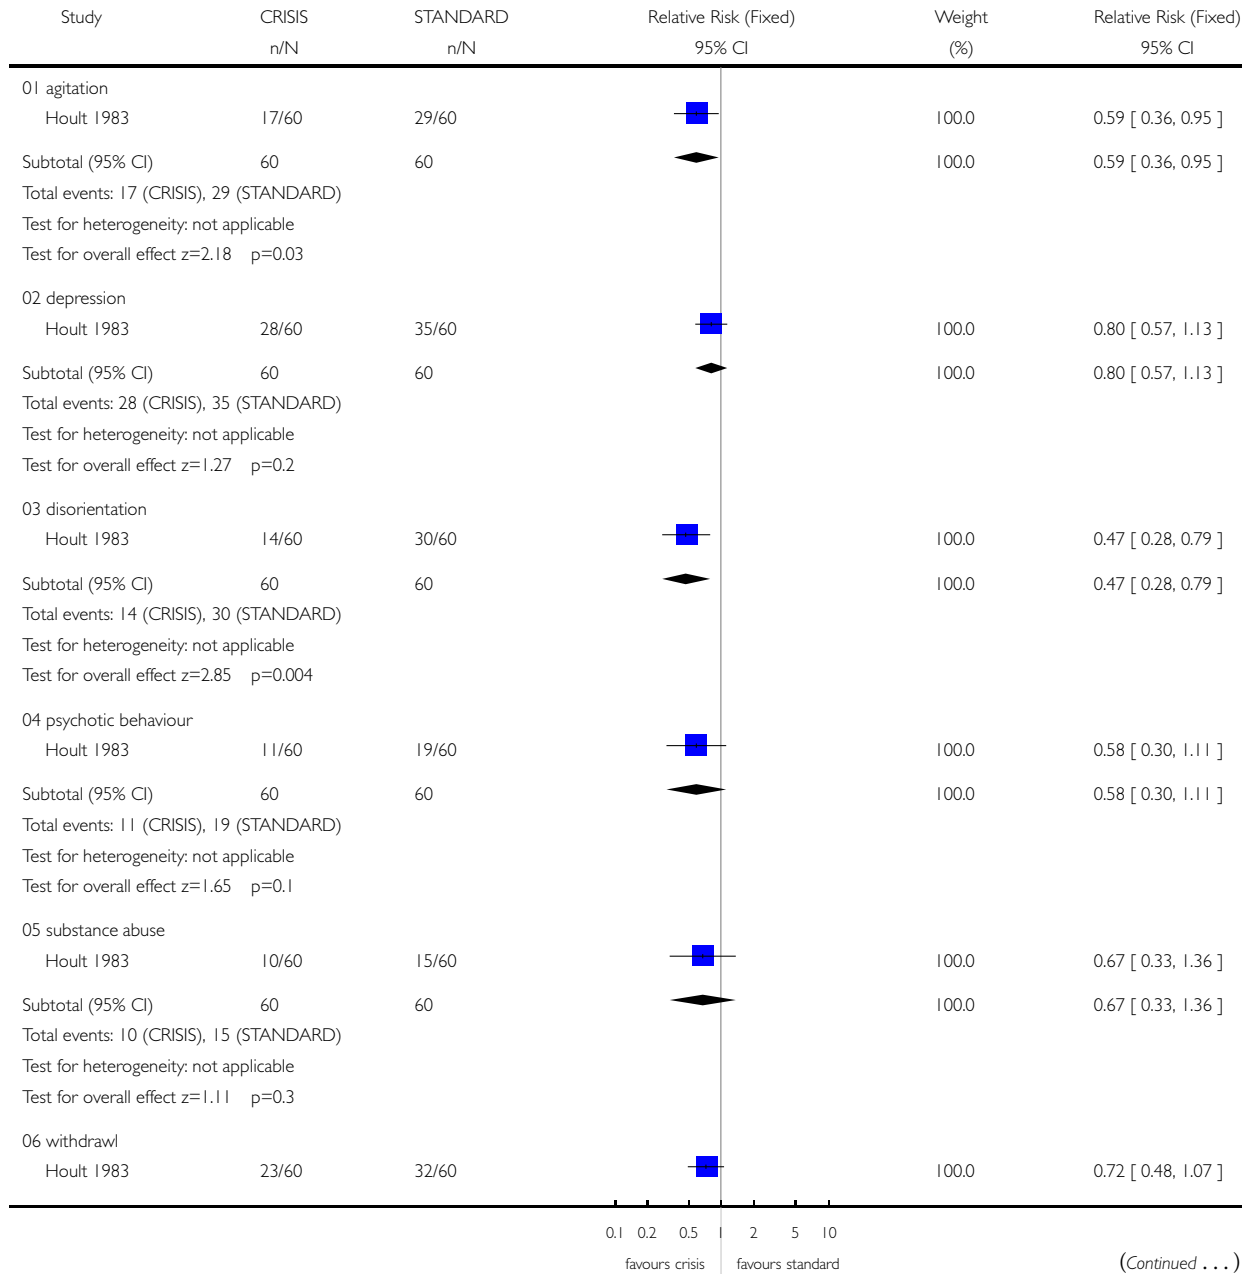 Study CRISIS STANDARD Relative Risk (Fixed) Weight Relative Risk (Fixed)
n/N n/N 95% CI (%) 95% CI
01 agitation
Hoult 1983 17/60 29/60 100.0 0.59 [ 0.36, 0.95 ]
Subtotal (95% CI) 60 60 100.0 0.59 [ 0.36, 0.95 ]
Total events: 17 (CRISIS), 29 (STANDARD)
Test for heterogeneity: not applicable
Test for overall effect z=2.18 p=0.03
02 depression
Hoult 1983 28/60 35/60 100.0 0.80 [ 0.57, 1.13 ]
Subtotal (95% CI) 60 60 100.0 0.80 [ 0.57, 1.13 ]
Total events: 28 (CRISIS), 35 (STANDARD)
Test for heterogeneity: not applicable
Test for overall effect z=1.27 p=0.2
03 disorientation
Hoult 1983 14/60 30/60 100.0 0.47 [ 0.28, 0.79 ]
Subtotal (95% CI) 60 60 100.0 0.47 [ 0.28, 0.79 ]
Total events: 14 (CRISIS), 30 (STANDARD)
Test for heterogeneity: not applicable
Test for overall effect z=2.85 p=0.004
04 psychotic behaviour
Hoult 1983 11/60 19/60 100.0 0.58 [ 0.30, 1.11 ]
Subtotal (95% CI) 60 60 100.0 0.58 [ 0.30, 1.11 ]
Total events: 11 (CRISIS), 19 (STANDARD)
Test for heterogeneity: not applicable
Test for overall effect z=1.65 p=0.1
05 substance abuse
Hoult 1983 10/60 15/60 100.0 0.67 [ 0.33, 1.36 ]
Subtotal (95% CI) 60 60 100.0 0.67 [ 0.33, 1.36 ]
Total events: 10 (CRISIS), 15 (STANDARD)
Test for heterogeneity: not applicable
Test for overall effect z=1.11 p=0.3
06 withdrawl
Hoult 1983 23/60 32/60 100.0 0.72 [ 0.48, 1.07 ]
0.1 0.2 0.5 1 2 5 10
favours crisis favours standard (Continued . . . )